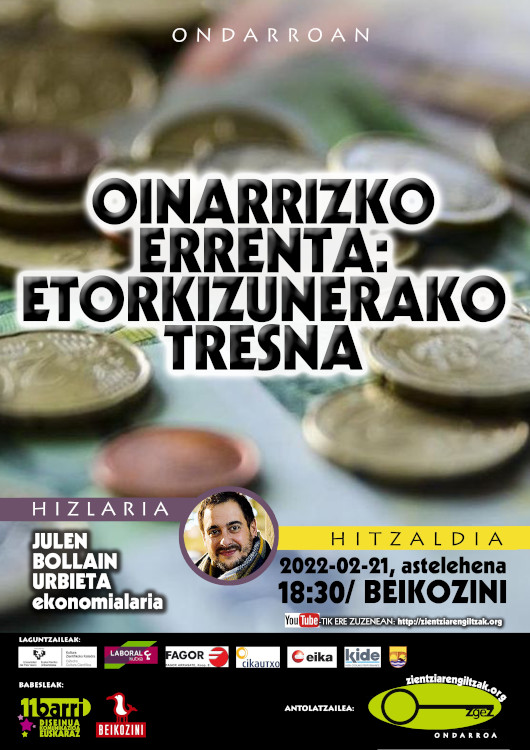 ONDARROAN
OINARRIZKO
ERRENTA:
ETORKIZUNERAKO
TRESNA
HIZLARIA
JULEN
BOLLAIN
URBIETA
ekonomialaria
HITZALDIA
2022-02-21, astelehena
18:30/ BEIKOZINI
YouTube-TIK ERE ZUZENEAN: http://zientziarengiltzak.org
LAGUNTZAILEAK:
LABORAL kutxa
FAGOR
cikautxo
eika
kide
BABESLEAK:
11barri
DISEINUA
KOMUNIKAZIOA
EUSKARAZ
BEIKOZINI
ANTOLATZAILEA:
zientziarengiltzak.org
zgez
ONDARROA